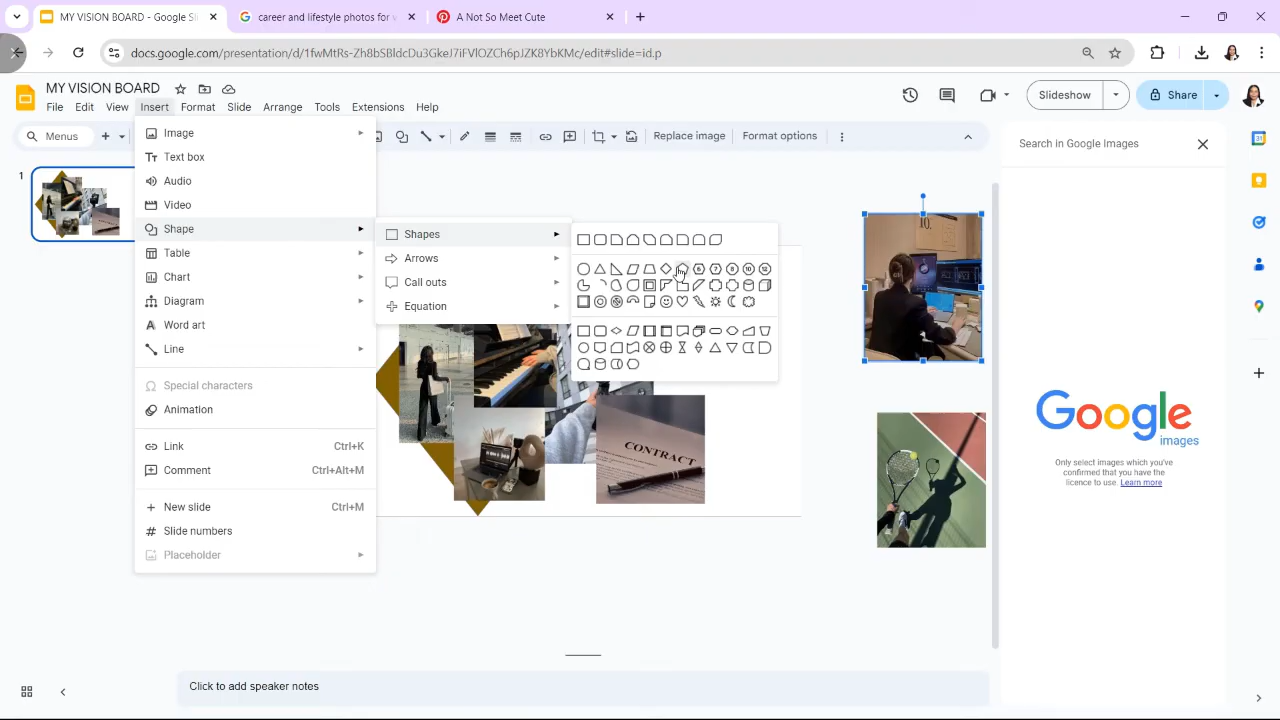 MY VISION BOARD - Google Sl
career and lifestyle photos for v
A Not So Meet Cute
docs.google.com/presentation/d/1fwMtRs-Zh8bSBldcDu3GkeJ7iFVlOZCh6pJZK8YbKMc/edit#slide=id.p
MY VISION BOARD
File Edit View Insert Format Slide Arrange Tools Extensions Help
Slideshow
Share
Menus
Replace image
Format options
Search in Google Images
1
Image
Text box
Audio
Video
Shape
Table
Chart
Diagram
Word art
Line
Special characters
Animation
Link Ctrl+K
Comment Ctrl+Alt+M
New slide Ctrl+M
Slide numbers
Placeholder
Shapes
Arrows
Call outs
Equation
10.
CONTRACT
Google
images
Only select images which you've
confirmed that you have the
licence to use. Learn more
Click to add speaker notes